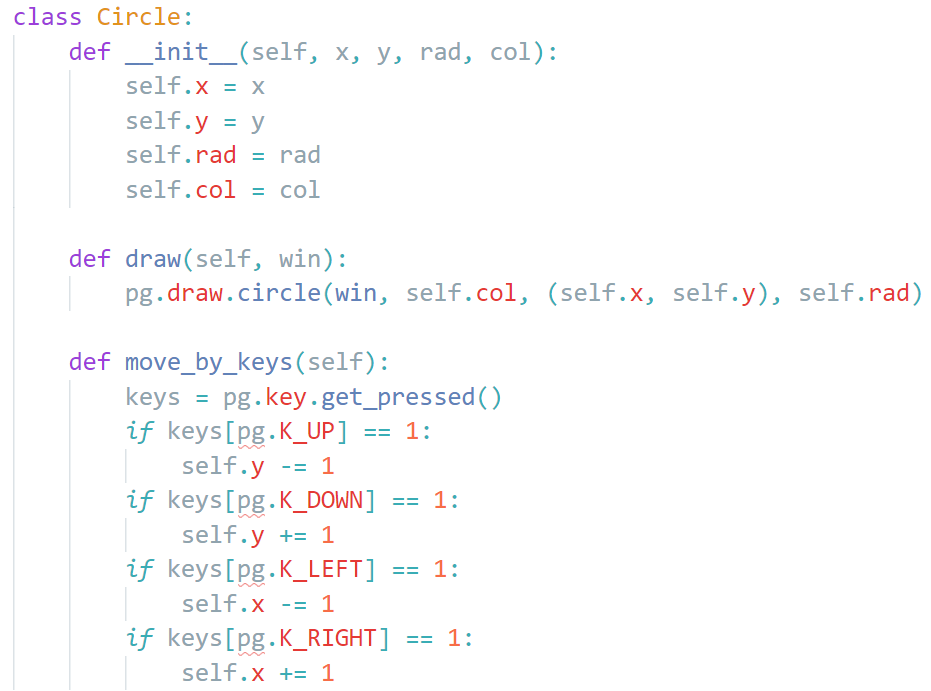 class Circle:
    def __init__(self, x, y, rad, col):
        self.x = x
        self.y = y
        self.rad = rad
        self.col = col

    def draw(self, win):
        pg.draw.circle(win, self.col, (self.x, self.y), self.rad)

    def move_by_keys(self):
        keys = pg.key.get_pressed()
        if keys[pg.K_UP] == 1:
            self.y -= 1
        if keys[pg.K_DOWN] == 1:
            self.y += 1
        if keys[pg.K_LEFT] == 1:
            self.x -= 1
        if keys[pg.K_RIGHT] == 1:
            self.x += 1